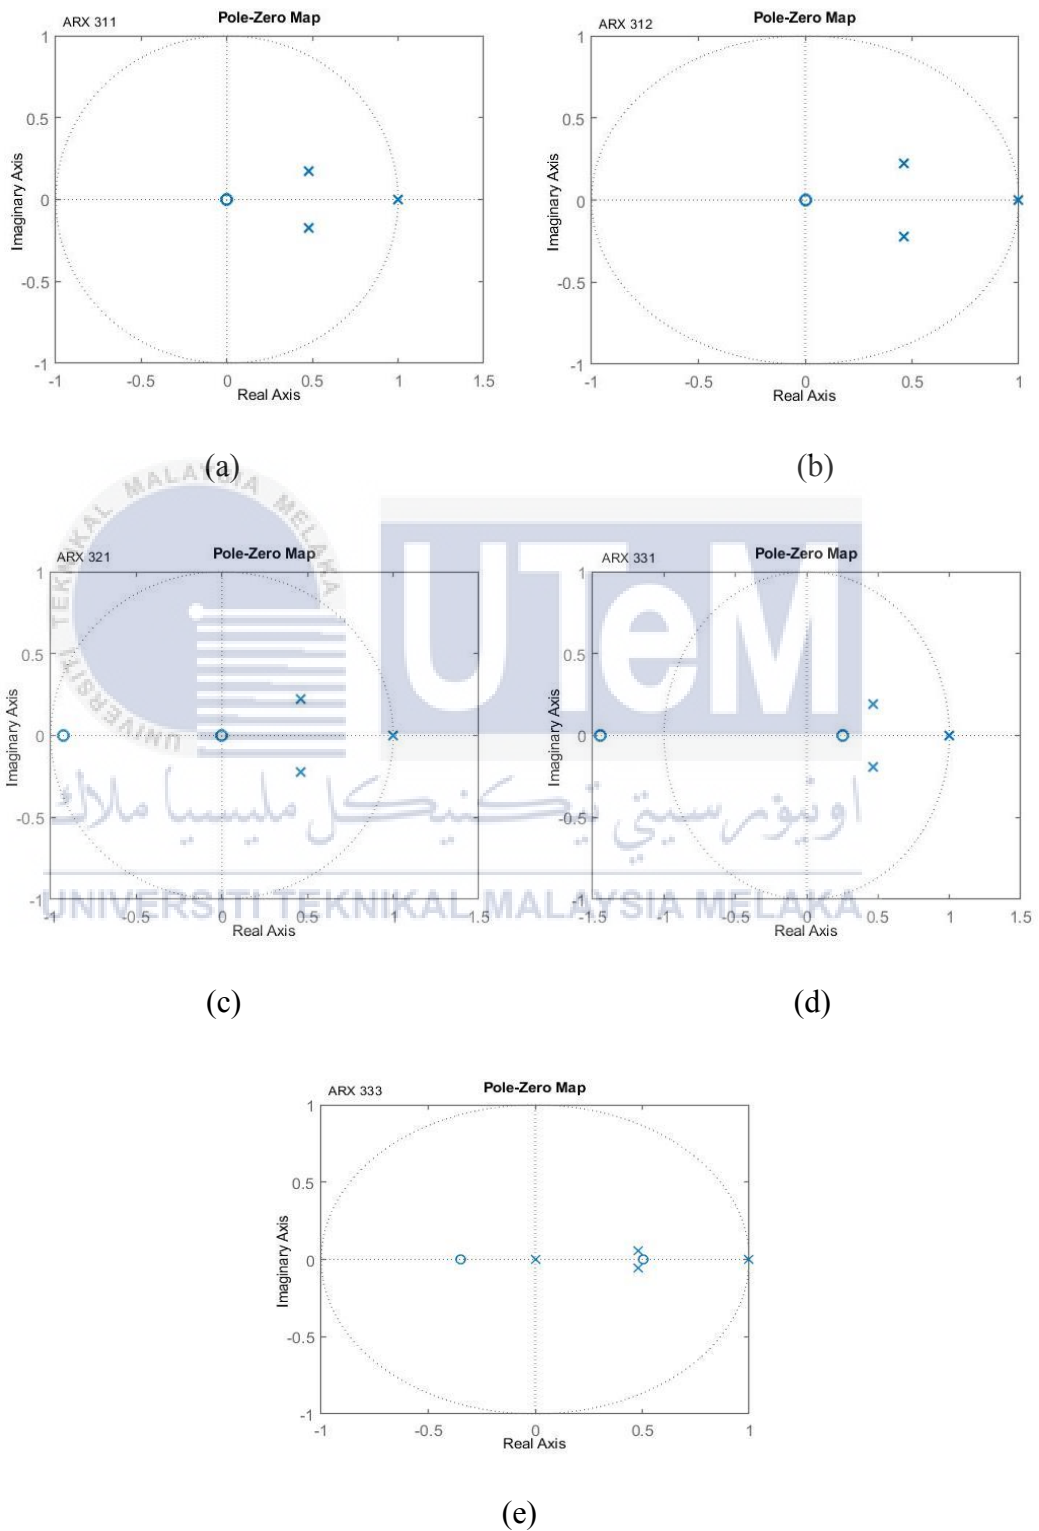 ARX 311
Pole-Zero Map
1
0.5
0
-0.5
-1
Imaginary Axis
-1 -0.5 0 0.5 1 1.5
Real Axis
(a)
ARX 312
Pole-Zero Map
1
0.5
0
-0.5
-1
Imaginary Axis
-1 -0.5 0 0.5 1
Real Axis
(b)
UNIVERSITI TEKNIKAL MALAYSIA MELAKA
UTeM
اونيۏرسيتي تيكنيكل مليسيا ملاك
UNIVERSITI TEKNIKAL MALAYSIA MELAKA
ARX 321
Pole-Zero Map
1
0.5
0
-0.5
-1
Imaginary Axis
-1 -0.5 0 0.5 1 1.5
Real Axis
(c)
ARX 331
Pole-Zero Map
1
0.5
0
-0.5
-1
Imaginary Axis
-1.5 -1 -0.5 0 0.5 1 1.5
Real Axis
(d)
ARX 333
Pole-Zero Map
1
0.5
0
-0.5
-1
Imaginary Axis
-1 -0.5 0 0.5 1
Real Axis
(e)